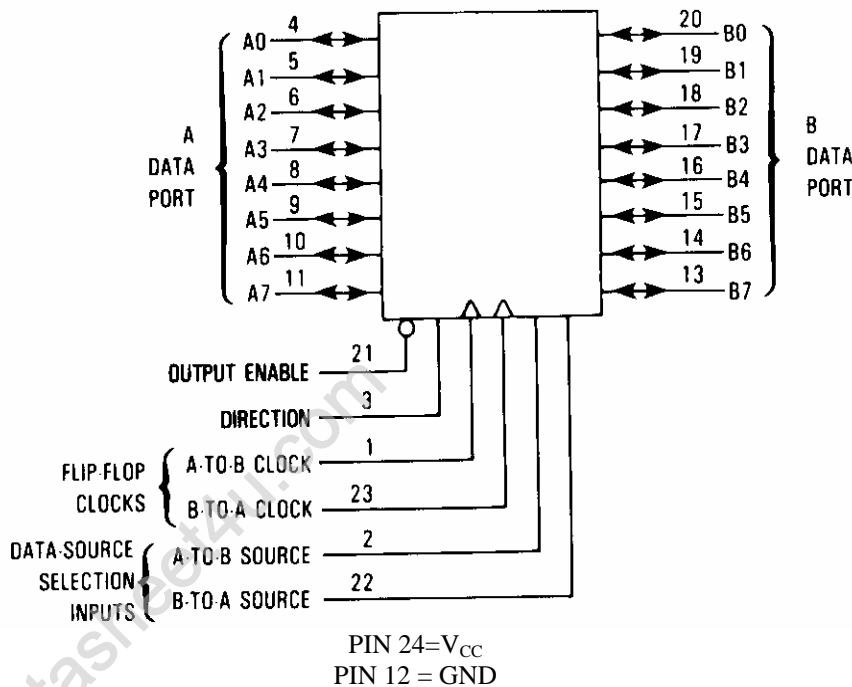 A DATA PORT
A0 4
A1 5
A2 6
A3 7
A4 8
A5 9
A6 10
A7 11
20 B0
19 B1
18 B2
17 B3
16 B4
15 B5
14 B6
13 B7
B DATA PORT
OUTPUT ENABLE 21
DIRECTION 3
FLIP-FLOP CLOCKS
A-TO-B CLOCK 1
B-TO-A CLOCK 23
DATA-SOURCE SELECTION INPUTS
A-TO-B SOURCE 2
B-TO-A SOURCE 22
PIN 24=VCC
PIN 12 = GND
tasheet4u.com